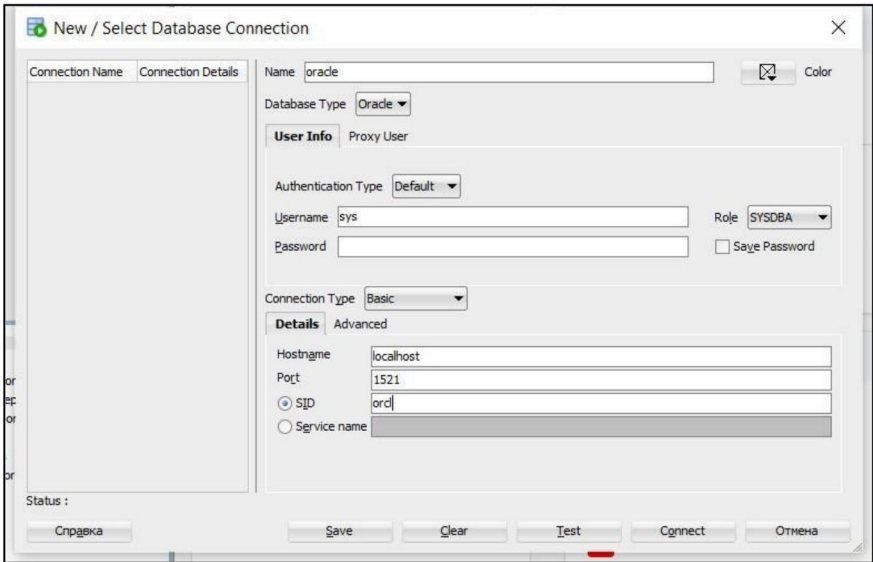 New / Select Database Connection
Connection Name Connection Details
Name oracle Color
Database Type Oracle
User Info Proxy User
Authentication Type Default
Username sys Role SYSDBA
Password Save Password
Connection Type Basic
Details Advanced
Hostname localhost
Port 1521
SID orcl
Service name
Status :
Справка Save Clear Test Connect Отмена